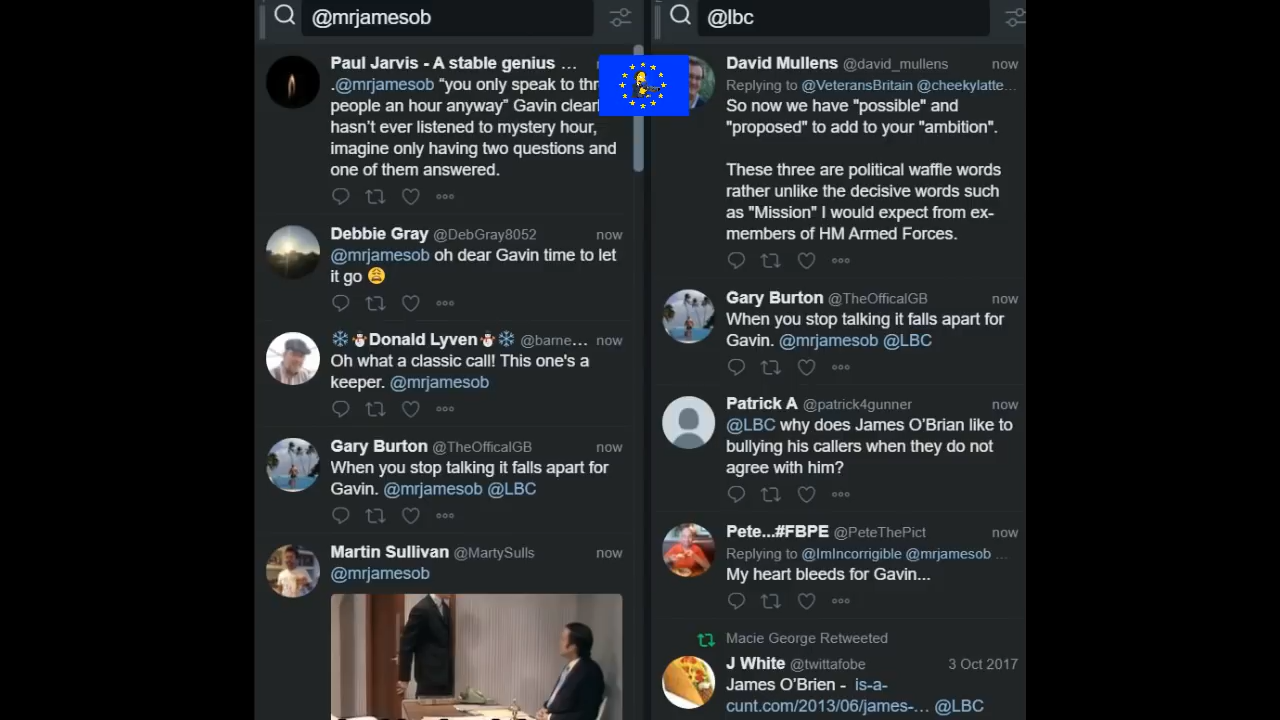 @mrjamesob
Paul Jarvis - A stable genius ...
.@mrjamesob “you only speak to
people an hour anyway” Gavin
hasn’t ever listened to mystery hour,
imagine only having two questions and
one of them answered.
Debbie Gray @DebGray8052 now
@mrjamesob oh dear Gavin time to let
it go 😩
❄️⛄Donald Lyven⛄❄️ @barne... now
Oh what a classic call! This one's a
keeper. @mrjamesob
Gary Burton @TheOfficalGB now
When you stop talking it falls apart for
Gavin. @mrjamesob @LBC
Martin Sullivan @MartySulls now
@mrjamesob
@lbc
David Mullens @david_mullens now
Replying to @VeteransBritain @cheekylatte...
So now we have "possible" and
"proposed" to add to your "ambition".
These three are political waffle words
rather unlike the decisive words such
as "Mission" I would expect from ex-
members of HM Armed Forces.
Gary Burton @TheOfficalGB now
When you stop talking it falls apart for
Gavin. @mrjamesob @LBC
Patrick A @patrick4gunner now
@LBC why does James O’Brian like to
bullying his callers when they do not
agree with him?
Pete...#FBPE @PeteThePict now
Replying to @ImIncorrigible @mrjamesob ...
My heart bleeds for Gavin...
Macie George Retweeted
J White @twittafobe 3 Oct 2017
James O’Brien - is-a-
cunt.com/2013/06/james-... @LBC